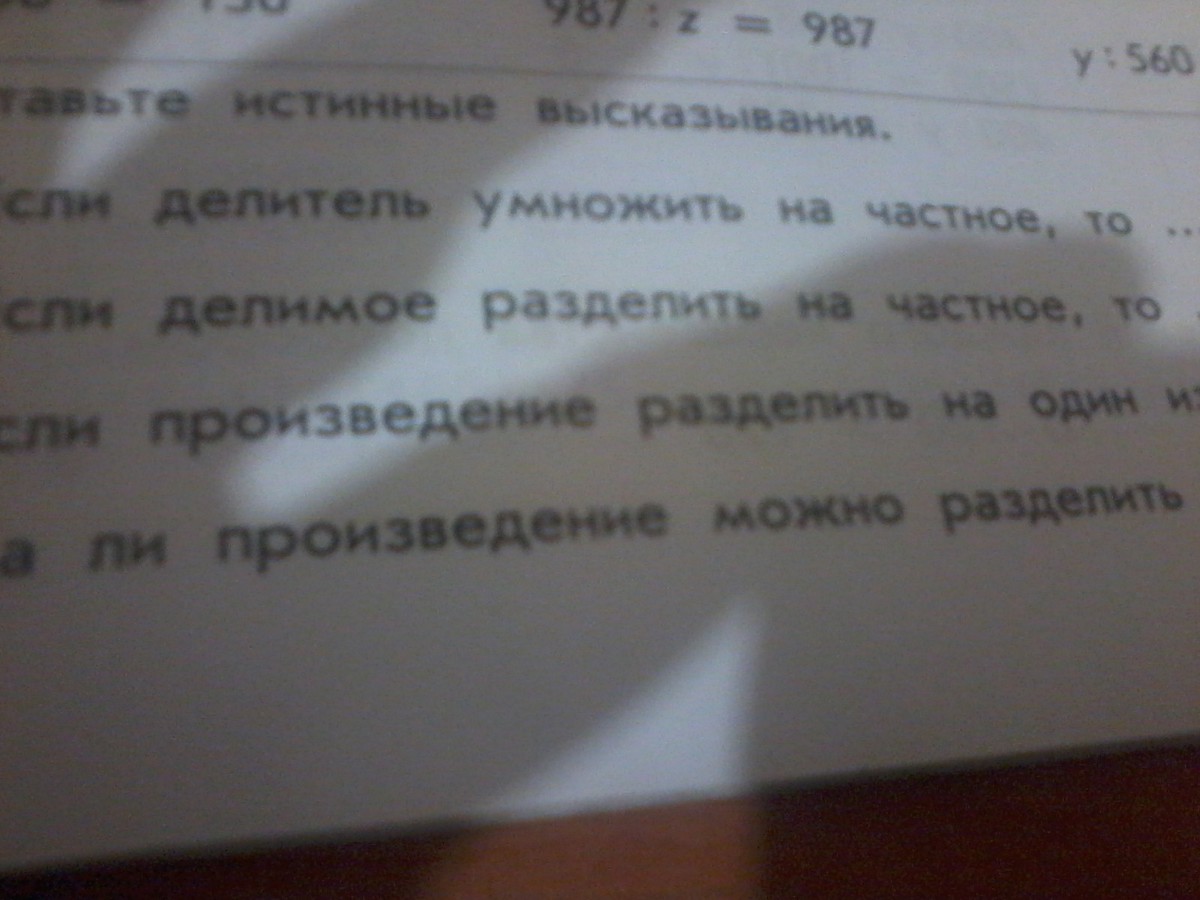 987 : z = 987
y : 560
тавьте истинные высказывания.
сли делитель умножить на частное, то ...
сли делимое разделить на частное, то .
сли произведение разделить на один из
а ли произведение можно разделить